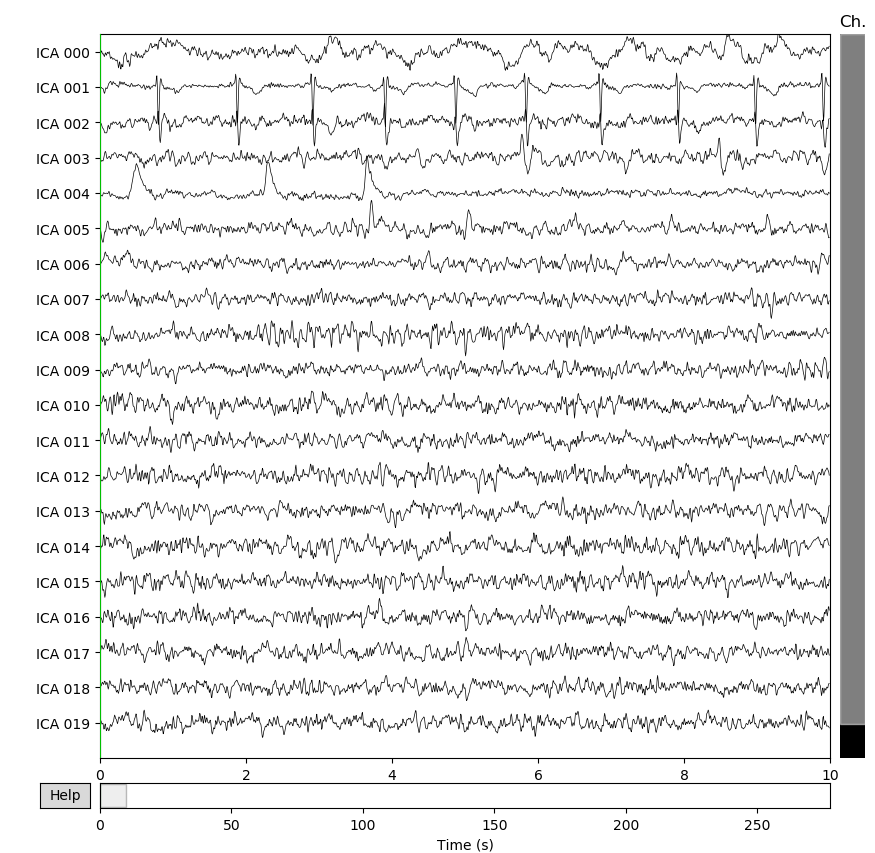 Ch.
ICA 000
ICA 001
ICA 002
ICA 003
ICA 004
ICA 005
ICA 006
ICA 007
ICA 008
ICA 009
ICA 010
ICA 011
ICA 012
ICA 013
ICA 014
ICA 015
ICA 016
ICA 017
ICA 018
ICA 019
0 2 4 6 8 10
Help
0 50 100 150 200 250
Time (s)